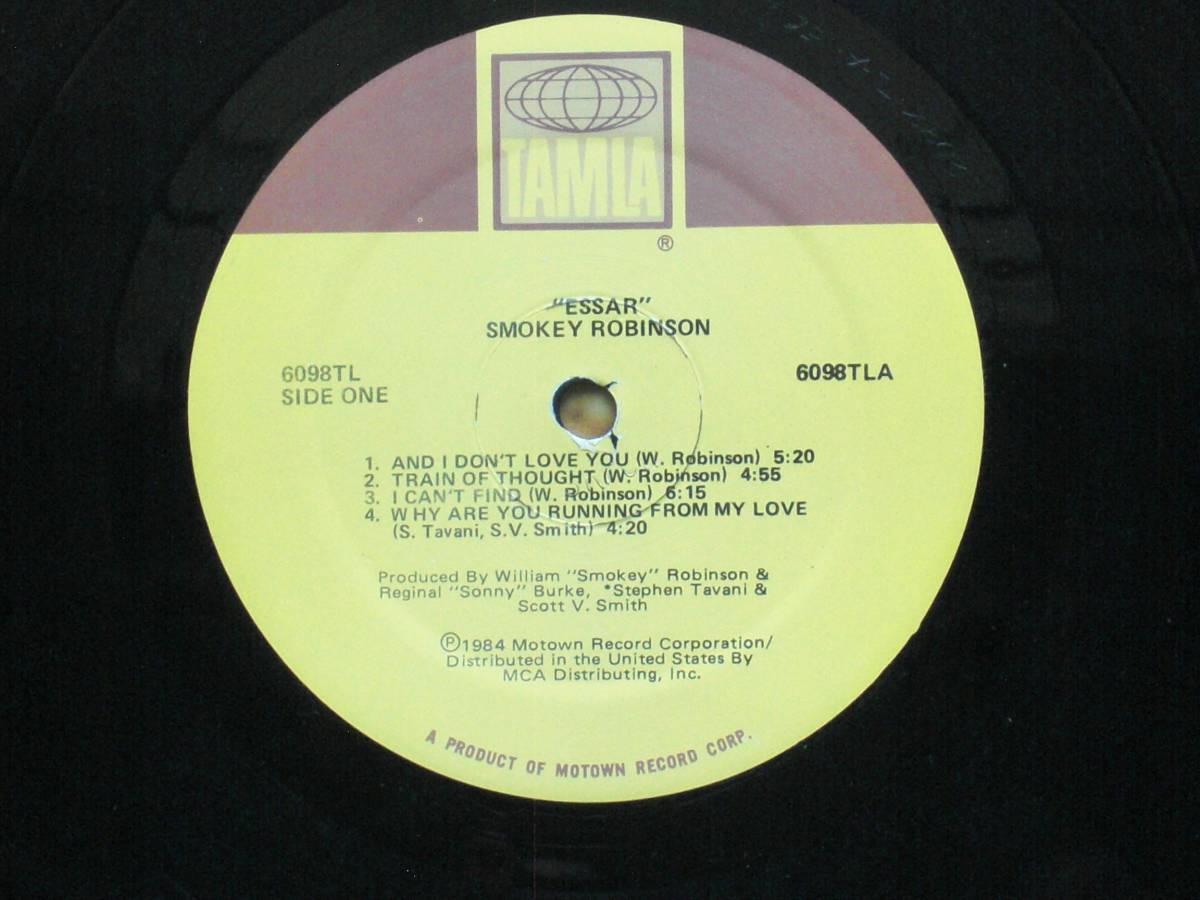 TAMLA
®
"ESSAR"
SMOKEY ROBINSON
6098TL
SIDE ONE
6098TLA
1. AND I DON'T LOVE YOU (W. Robinson) 5:20
2. TRAIN OF THOUGHT (W. Robinson) 4:55
3. I CAN'T FIND (W. Robinson) 6:15
4. WHY ARE YOU RUNNING FROM MY LOVE
(S. Tavani, S.V. Smith) 4:20
Produced By William "Smokey" Robinson &
Reginal "Sonny" Burke, *Stephen Tavani &
Scott V. Smith
Ⓟ1984 Motown Record Corporation/
Distributed in the United States By
MCA Distributing, Inc.
A PRODUCT OF MOTOWN RECORD CORP.